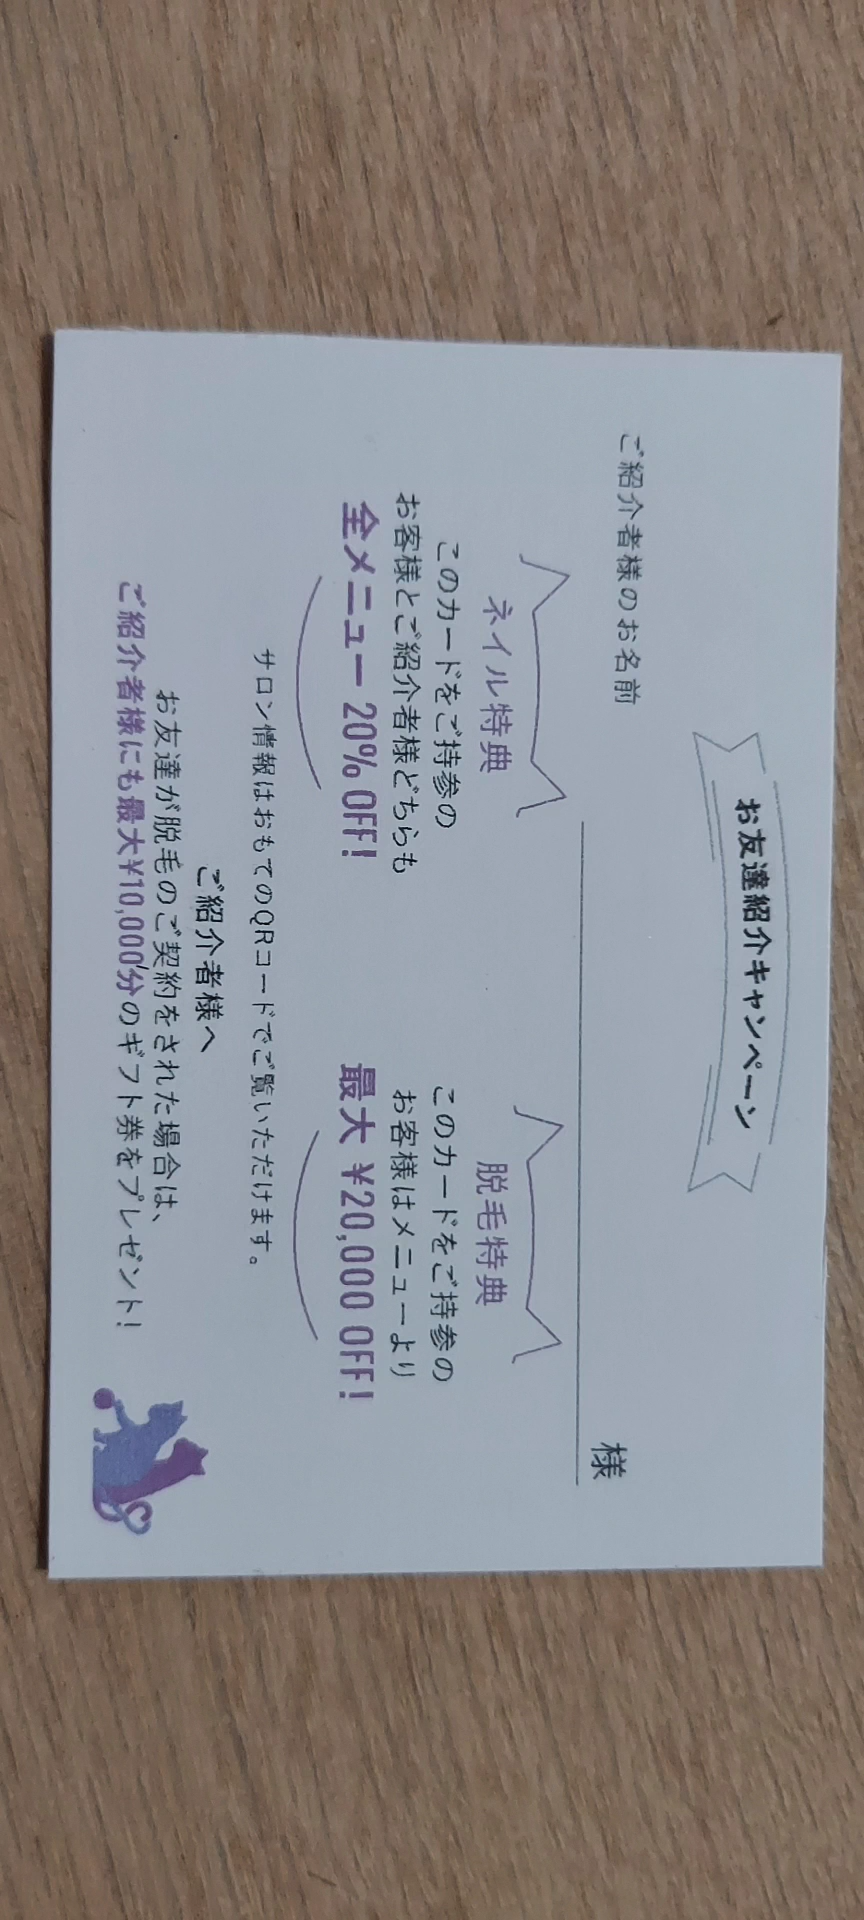 お友達紹介キャンペーン
ご紹介者様のお名前
様
ネイル特典
このカードをご持参の
お客様とご紹介者様どちらも
全メニュー 20% OFF!
脱毛特典
このカードをご持参の
お客様はメニューより
最大 ¥20,000 OFF!
サロン情報はおもてのQRコードでご覧いただけます。
ご紹介者様へ
お友達が脱毛のご契約をされた場合は、
ご紹介者様にも最大¥10,000分のギフト券をプレゼント!